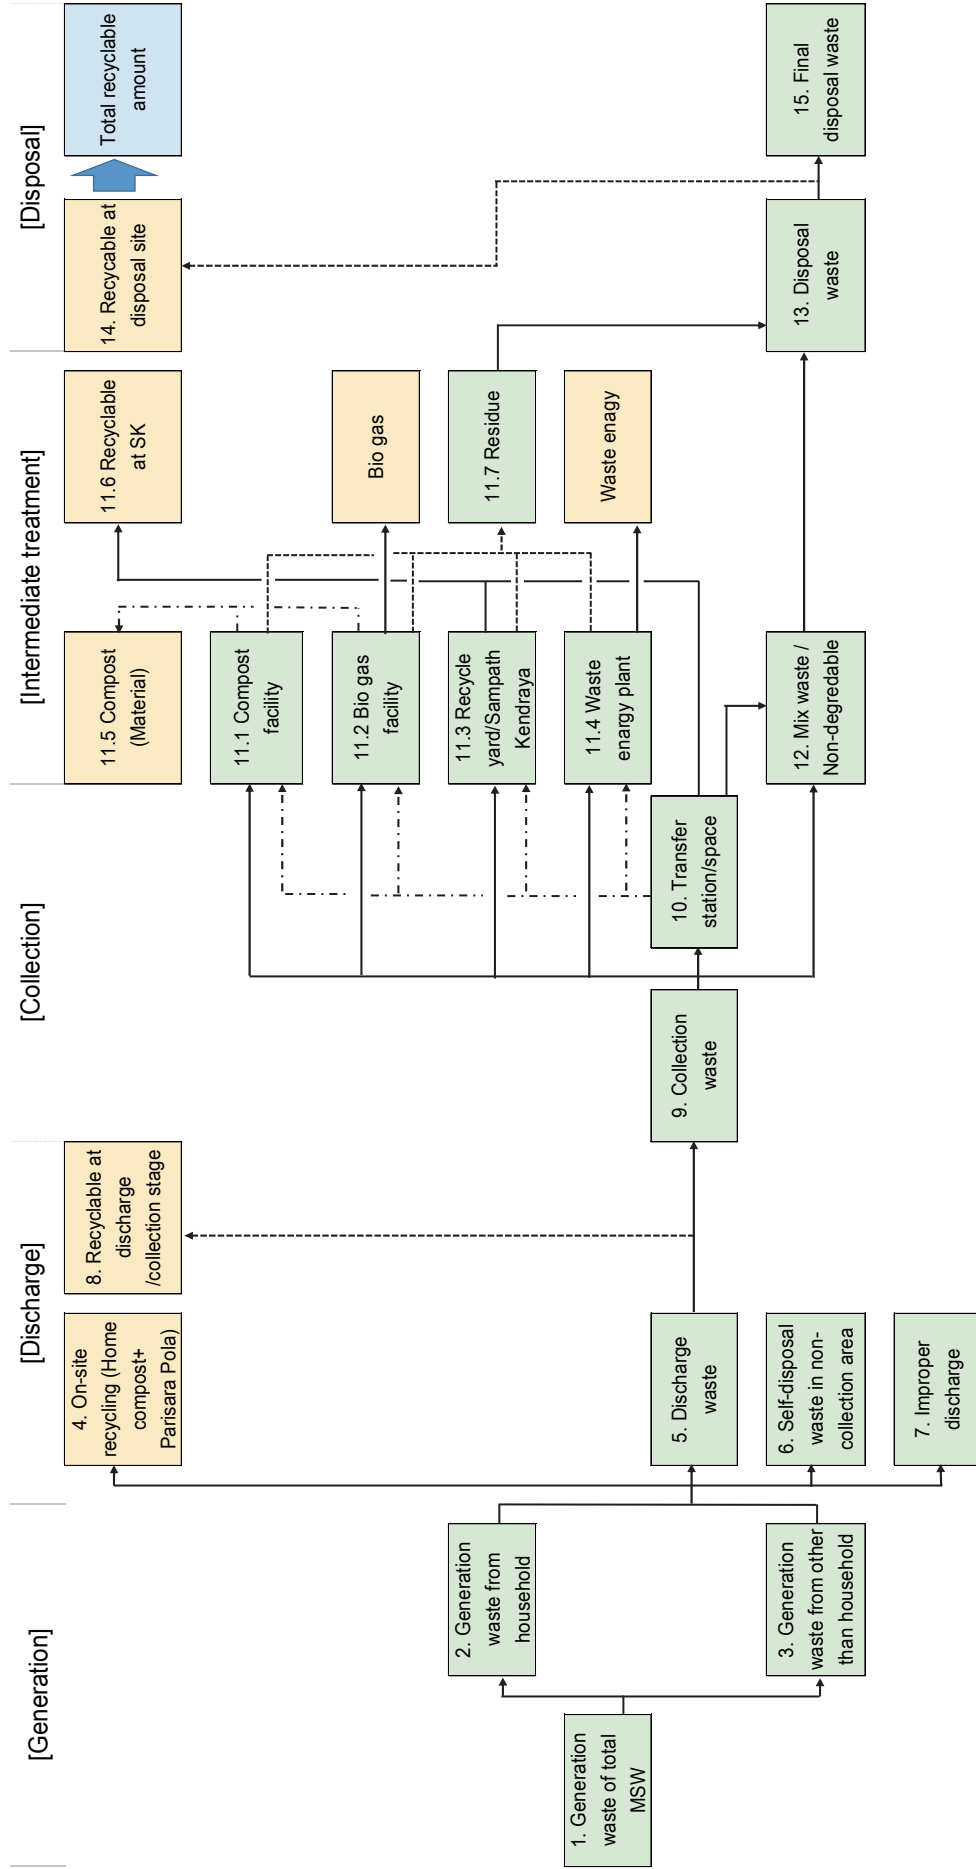 [Generation]
[Discharge]
[Collection]
[Intermediate treatment]
[Disposal]
1. Generation
waste of total
MSW
2. Generation
waste from
household
3. Generation
waste from other
than household
4. On-site
recycling (Home
compost+
Parisara Pola)
5. Discharge
waste
6. Self-disposal
waste in non-
collection area
7. Improper
discharge
8. Recyclable at
discharge
/collection stage
9. Collection
waste
10. Transfer
station/space
11.5 Compost
(Material)
11.1 Compost
facility
11.2 Bio gas
facility
11.3 Recycle
yard/Sampath
Kendraya
11.4 Waste
enargy plant
12. Mix waste /
Non-degredable
11.6 Recyclable
at SK
Bio gas
11.7 Residue
Waste enagy
14. Recycable at
disposal site
13. Disposal
waste
Total recyclable
amount
15. Final
disposal waste